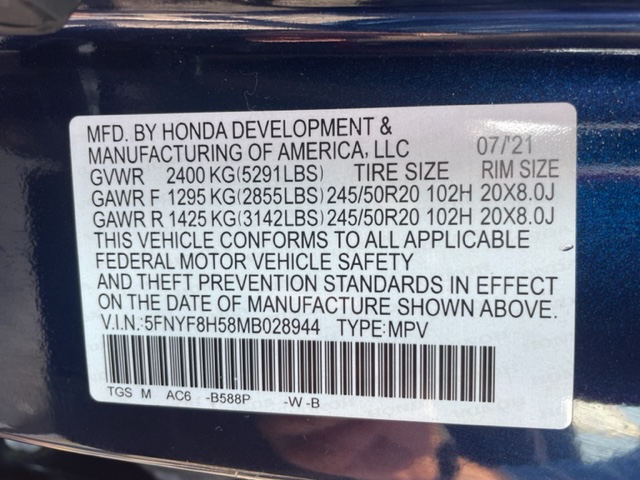 MFD. BY HONDA DEVELOPMENT &
MANUFACTURING OF AMERICA, LLC 07/'21
GVWR 2400 KG(5291LBS) TIRE SIZE RIM SIZE
GAWR F 1295 KG(2855LBS) 245/50R20 102H 20X8.0J
GAWR R 1425 KG(3142LBS) 245/50R20 102H 20X8.0J
THIS VEHICLE CONFORMS TO ALL APPLICABLE
FEDERAL MOTOR VEHICLE SAFETY
AND THEFT PREVENTION STANDARDS IN EFFECT
ON THE DATE OF MANUFACTURE SHOWN ABOVE.
V.I.N.:5FNYF8H58MB028944 TYPE:MPV
TGS M AC6 -B588P -W -B